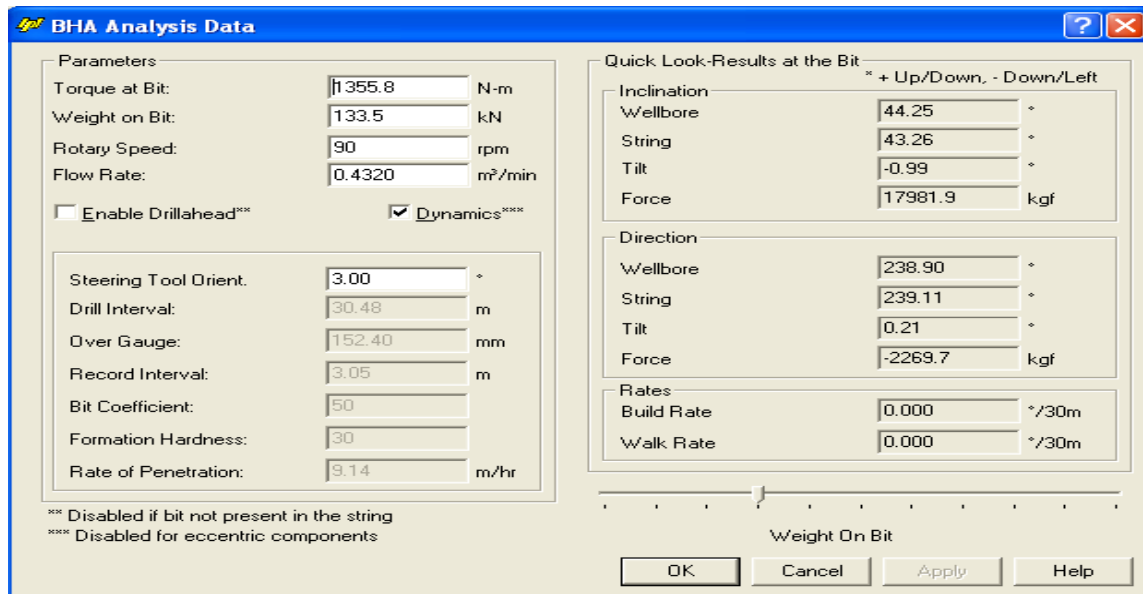 BHA Analysis Data
Parameters
Torque at Bit: 1355.8 N-m
Weight on Bit: 133.5 kN
Rotary Speed: 90 rpm
Flow Rate: 0.4320 m³/min
Enable Drillahead** Dynamics***
Steering Tool Orient. 3.00 °
Drill Interval: 30.48 m
Over Gauge: 152.40 mm
Record Interval: 3.05 m
Bit Coefficient: 50
Formation Hardness: 30
Rate of Penetration: 9.14 m/hr
** Disabled if bit not present in the string
*** Disabled for eccentric components
Quick Look-Results at the Bit
* + Up/Down, - Down/Left
Inclination
Wellbore 44.25 °
String 43.26 °
Tilt -0.99 °
Force 17981.9 kgf
Direction
Wellbore 238.90 °
String 239.11 °
Tilt 0.21 °
Force -2269.7 kgf
Rates
Build Rate 0.000 °/30m
Walk Rate 0.000 °/30m
Weight On Bit
OK Cancel Apply Help